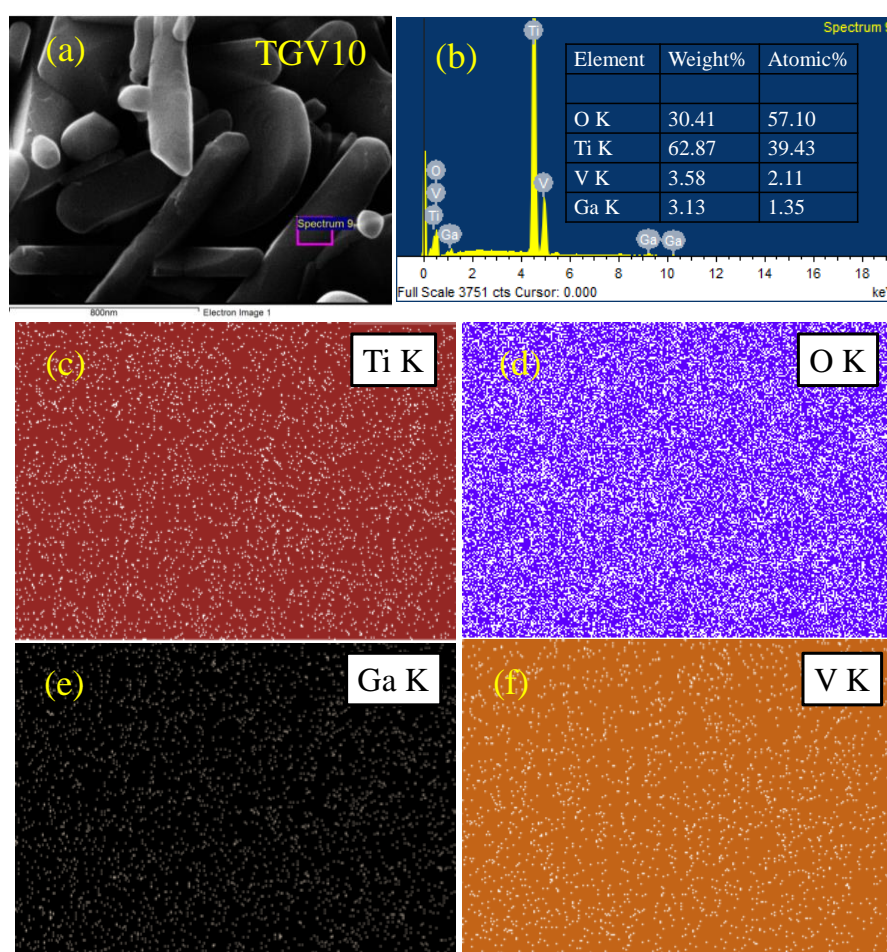 (a) TGV10
Spectrum 9
800nm Electron Image 1
(b) Spectrum 9
Ti
O
V
Ti
Ga
V
Ga
Ga
Element Weight% Atomic%
O K 30.41 57.10
Ti K 62.87 39.43
V K 3.58 2.11
Ga K 3.13 1.35
0 2 4 6 8 10 12 14 16 18
Full Scale 3751 cts Cursor: 0.000 keV
(c) Ti K
(d) O K
(e) Ga K
(f) V K